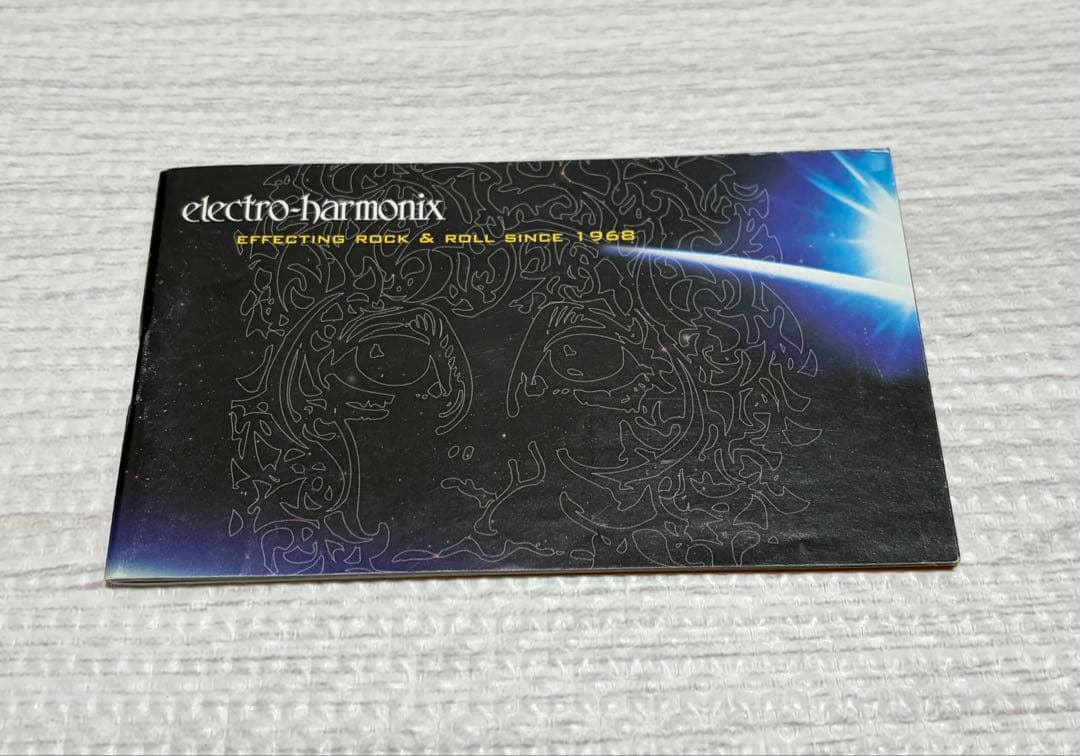 electro-harmonix
EFFECTING ROCK & ROLL SINCE 1968